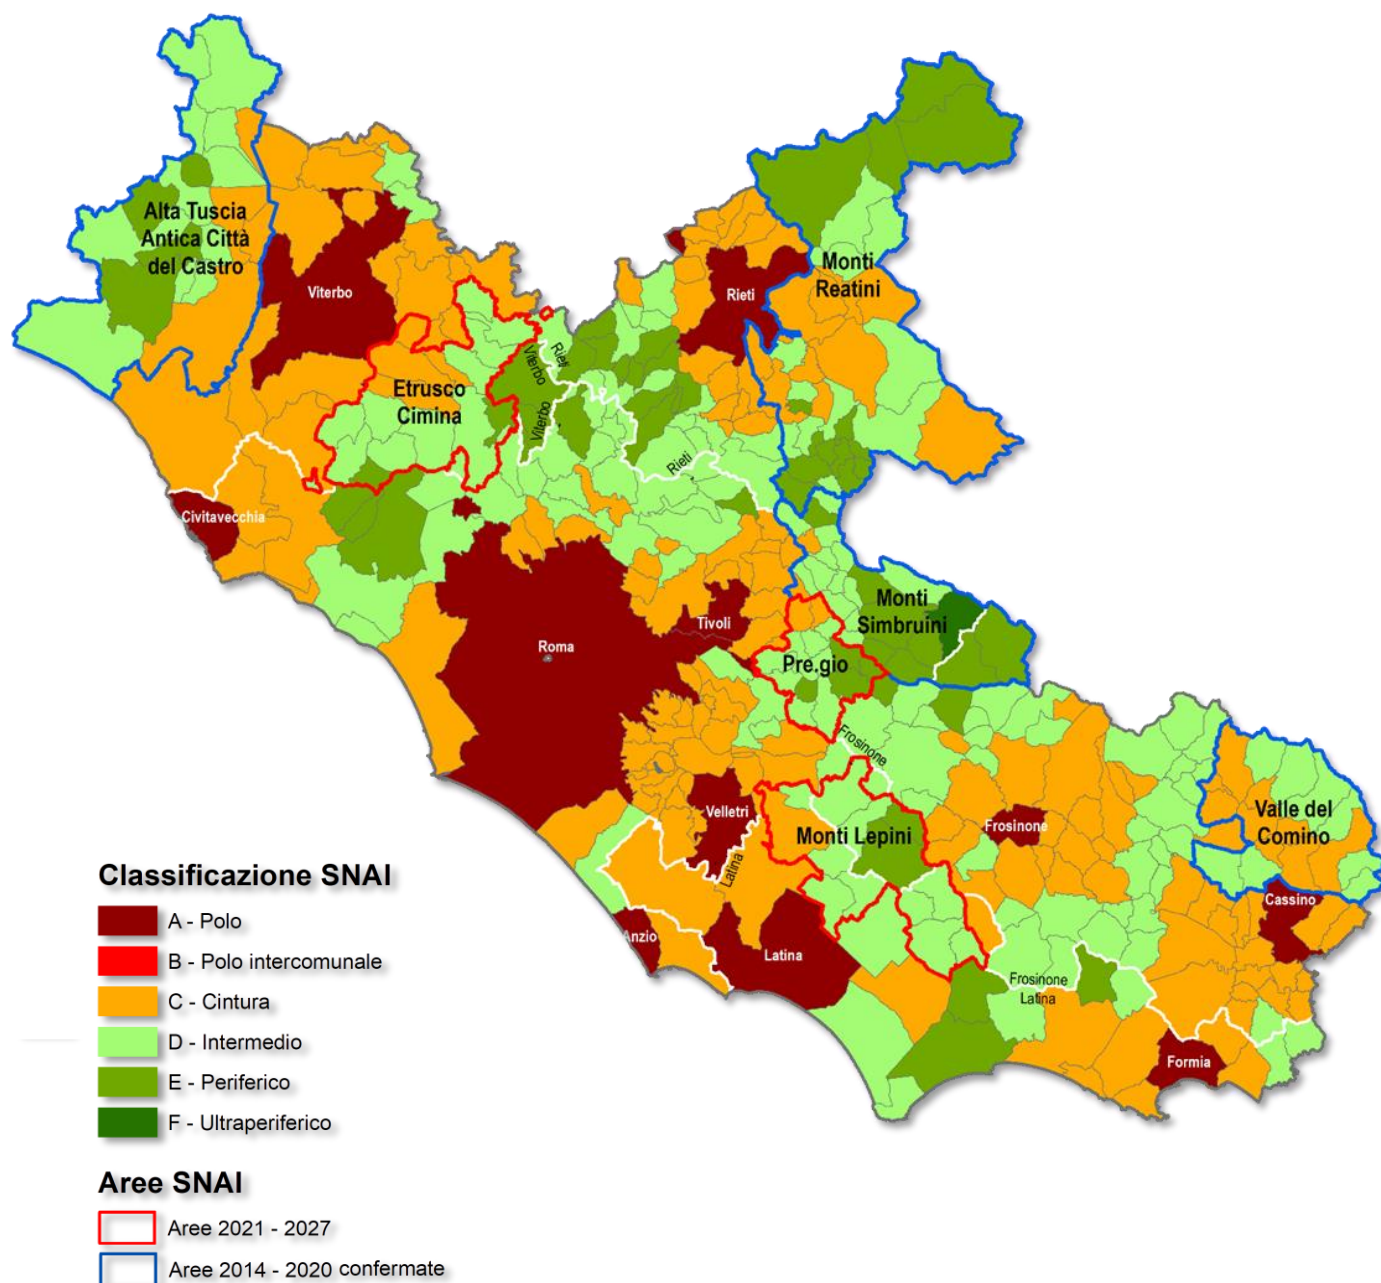 Alta Tuscia
Antica Città
del Castro
Viterbo
Rieti
Monti
Reatini
Rieti
Viterbo
Etrusco
Cimina
Viterbo
Rieti
Civitavecchia
Monti
Simbruini
Tivoli
Roma
Pre.gio
Frosinone
Velletri
Valle del
Comino
Monti Lepini
Frosinone
Latina
Cassino
Anzio
Latina
Frosinone
Latina
Formia
Classificazione SNAI
A - Polo
B - Polo intercomunale
C - Cintura
D - Intermedio
E - Periferico
F - Ultraperiferico
Aree SNAI
Aree 2021 - 2027
Aree 2014 - 2020 confermate